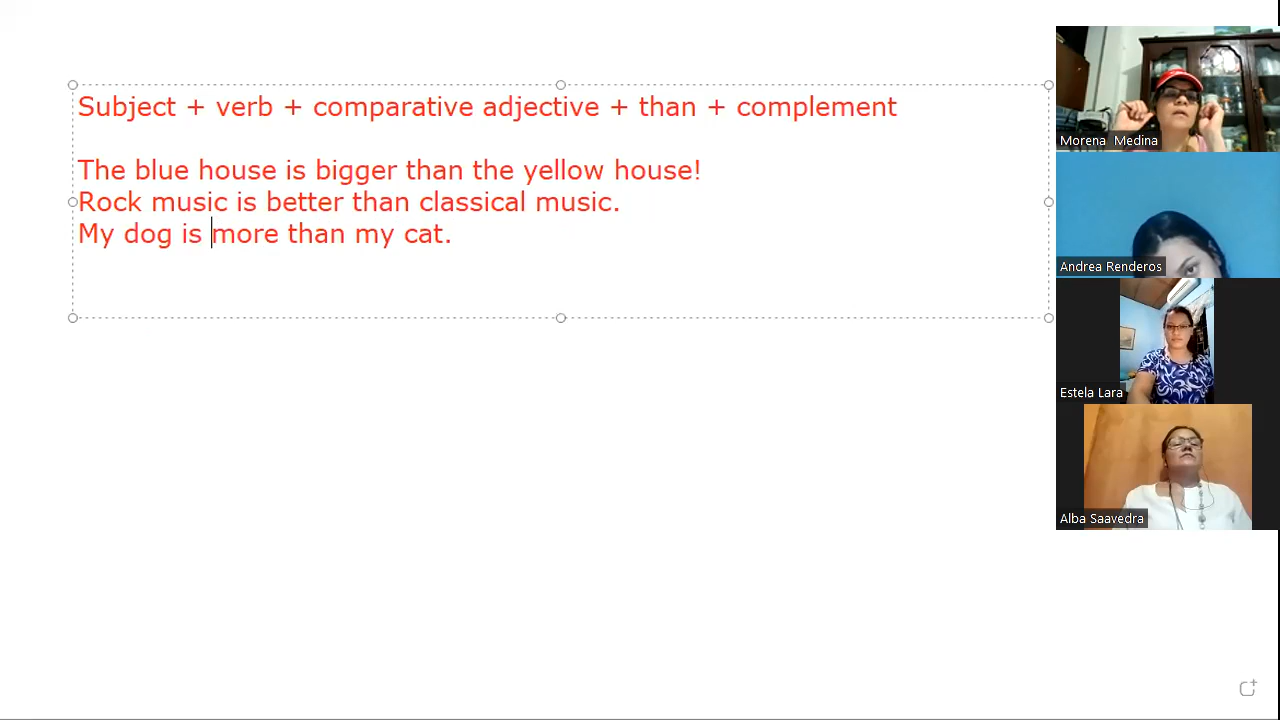 Subject + verb + comparative adjective + than + complement
The blue house is bigger than the yellow house!
Rock music is better than classical music.
My dog is more than my cat.
Morena Medina
Andrea Renderos
Estela Lara
Alba Saavedra